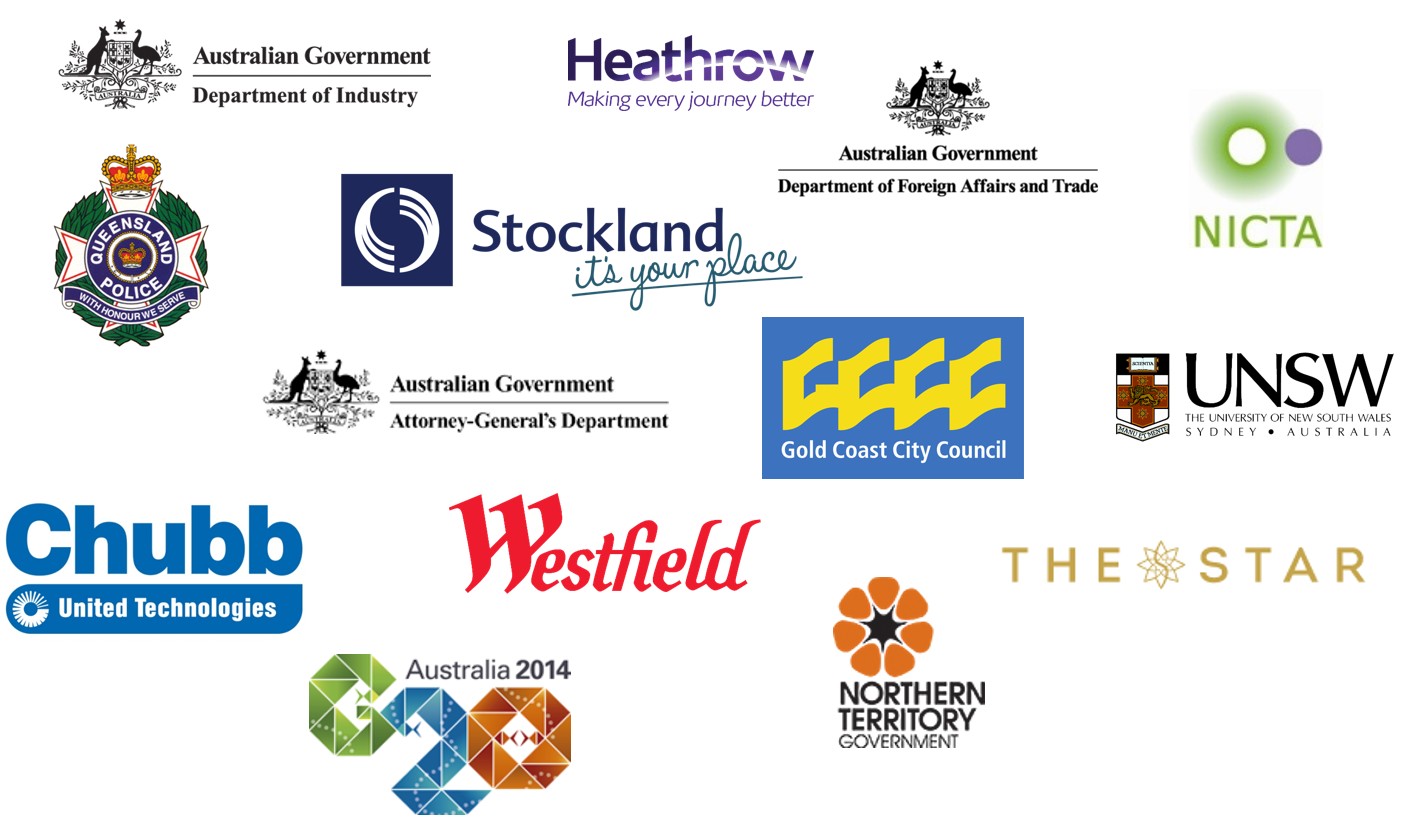 Australian Government
Department of Industry
Heathrow
Making every journey better
AUSTRALIA
Australian Government
Department of Foreign Affairs and Trade
NICTA
QUEENSLAND
POLICE
WITH HONOUR WE SERVE
Stockland
it's your place
Australian Government
Attorney-General's Department
GCCC
Gold Coast City Council
SCIENTIA
MANU ET MENTE
UNSW
THE UNIVERSITY OF NEW SOUTH WALES
SYDNEY • AUSTRALIA
Chubb
United Technologies
Westfield
THE STAR
Australia 2014
G20
NORTHERN
TERRITORY
GOVERNMENT